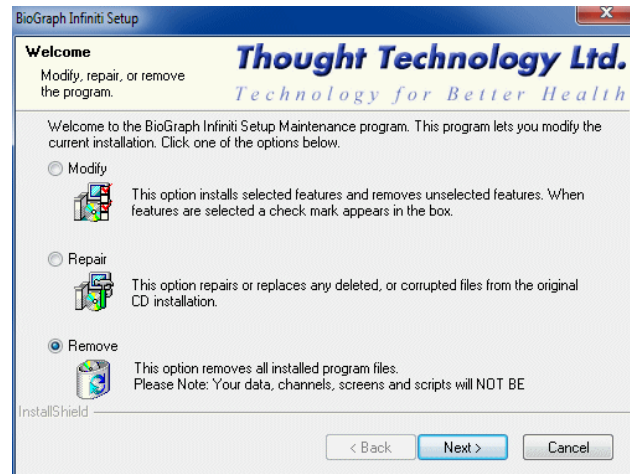 BioGraph Infiniti Setup
Welcome
Modify, repair, or remove
the program.
Thought Technology Ltd.
Technology for Better Health
Welcome to the BioGraph Infiniti Setup Maintenance program. This program lets you modify the
current installation. Click one of the options below.
Modify
This option installs selected features and removes unselected features. When
features are selected a check mark appears in the box.
Repair
This option repairs or replaces any deleted, or corrupted files from the original
CD installation.
Remove
This option removes all installed program files.
Please Note: Your data, channels, screens and scripts will NOT BE
InstallShield
< Back
Next >
Cancel